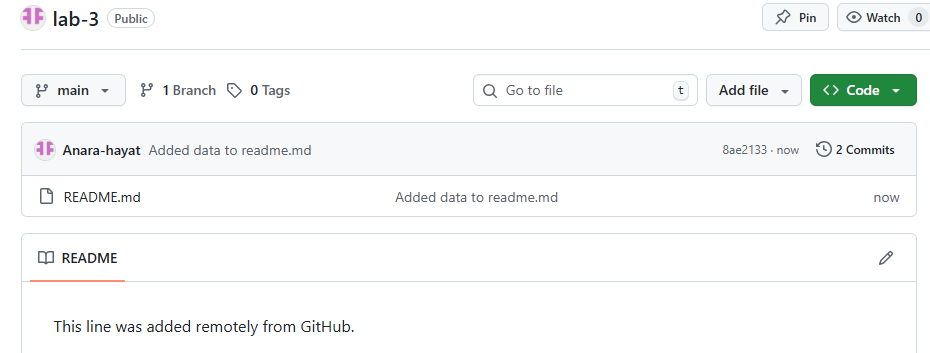 lab-3 Public Pin Watch 0
main 1 Branch 0 Tags Go to file t Add file Code
Anara-hayat Added data to readme.md 8ae2133 · now 2 Commits
README.md Added data to readme.md now
README
This line was added remotely from GitHub.